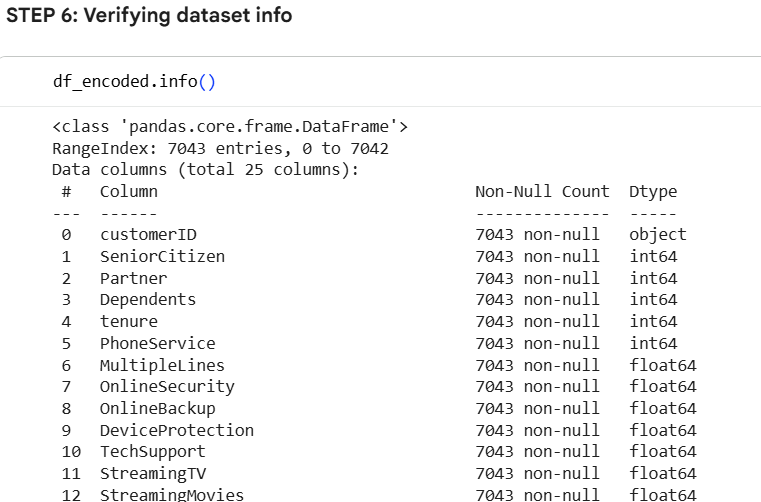 STEP 6: Verifying dataset info
df_encoded.info()
<class 'pandas.core.frame.DataFrame'>
RangeIndex: 7043 entries, 0 to 7042
Data columns (total 25 columns):
 #   Column                                 Non-Null Count  Dtype
---  ------                                 --------------  -----
 0   customerID                             7043 non-null   object
 1   SeniorCitizen                          7043 non-null   int64
 2   Partner                                7043 non-null   int64
 3   Dependents                             7043 non-null   int64
 4   tenure                                 7043 non-null   int64
 5   PhoneService                           7043 non-null   int64
 6   MultipleLines                          7043 non-null   float64
 7   OnlineSecurity                         7043 non-null   float64
 8   OnlineBackup                           7043 non-null   float64
 9   DeviceProtection                       7043 non-null   float64
 10  TechSupport                            7043 non-null   float64
 11  StreamingTV                            7043 non-null   float64
 12  StreamingMovies                        7043 non-null   float64